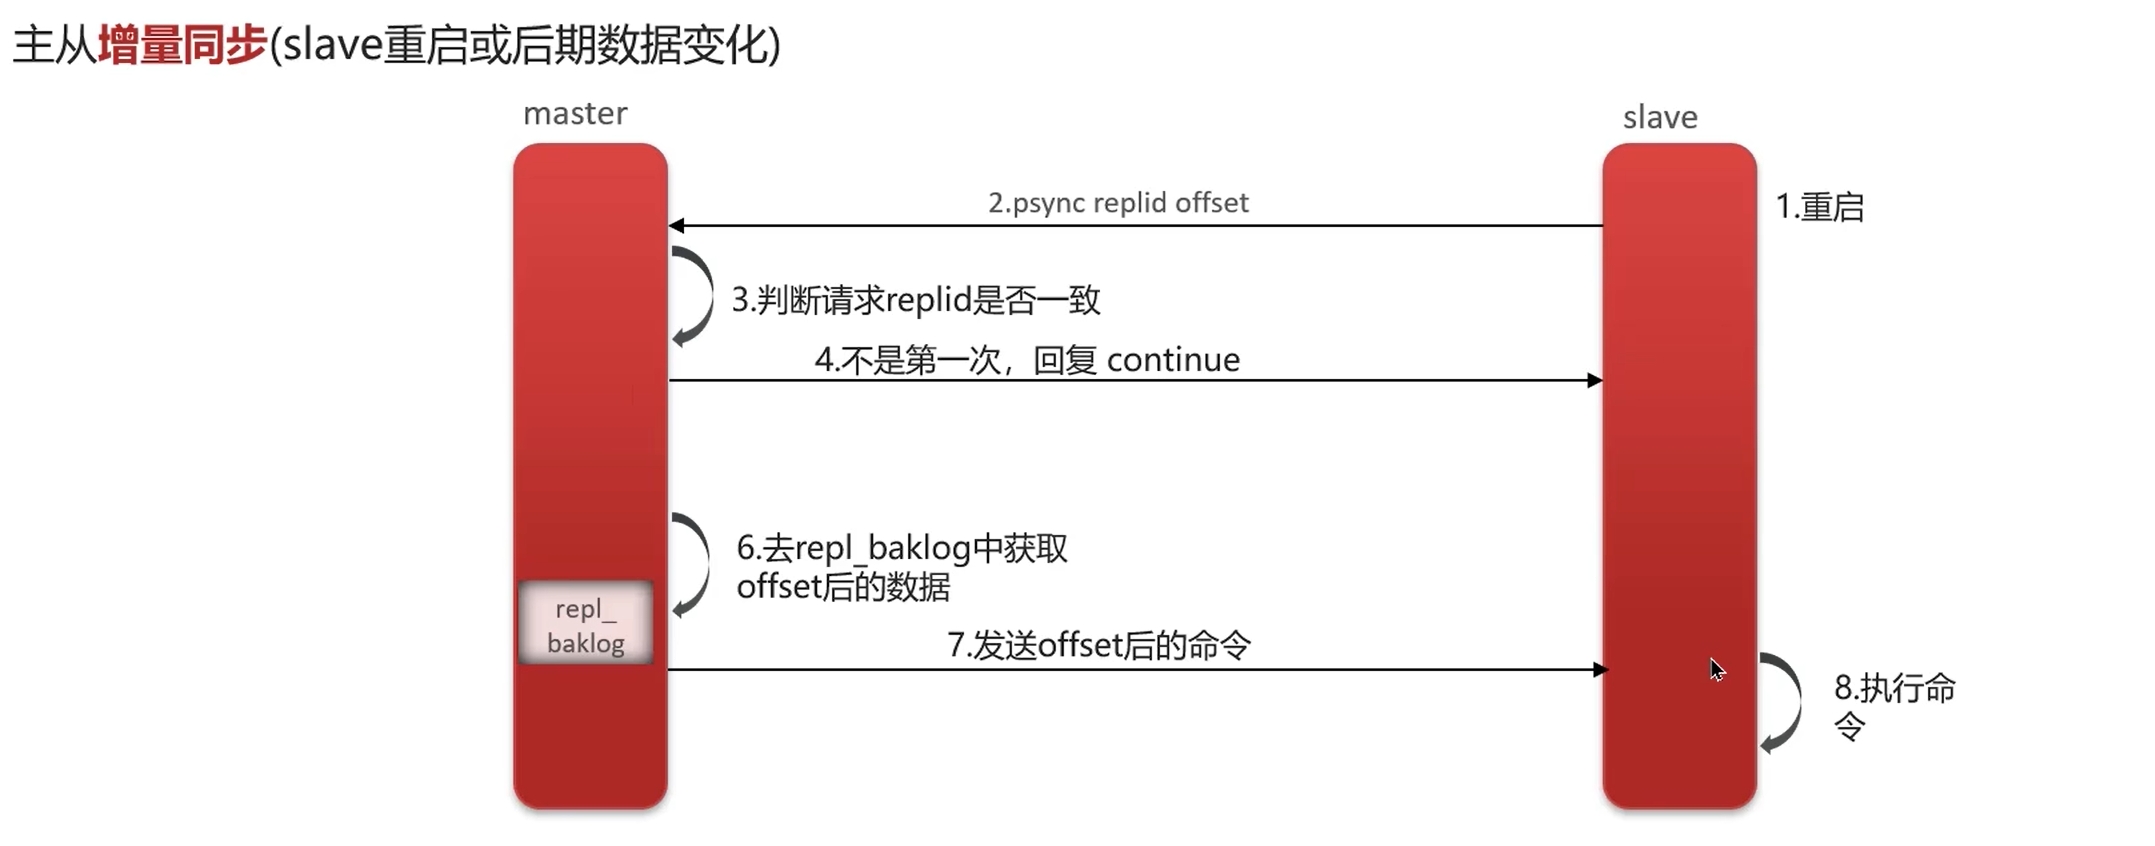 主从增量同步(slave重启或后期数据变化)
master
slave
2.psync replid offset
1.重启
3.判断请求replid是否一致
4.不是第一次，回复 continue
6.去repl_baklog中获取
offset后的数据
repl_
baklog
7.发送offset后的命令
8.执行命
令